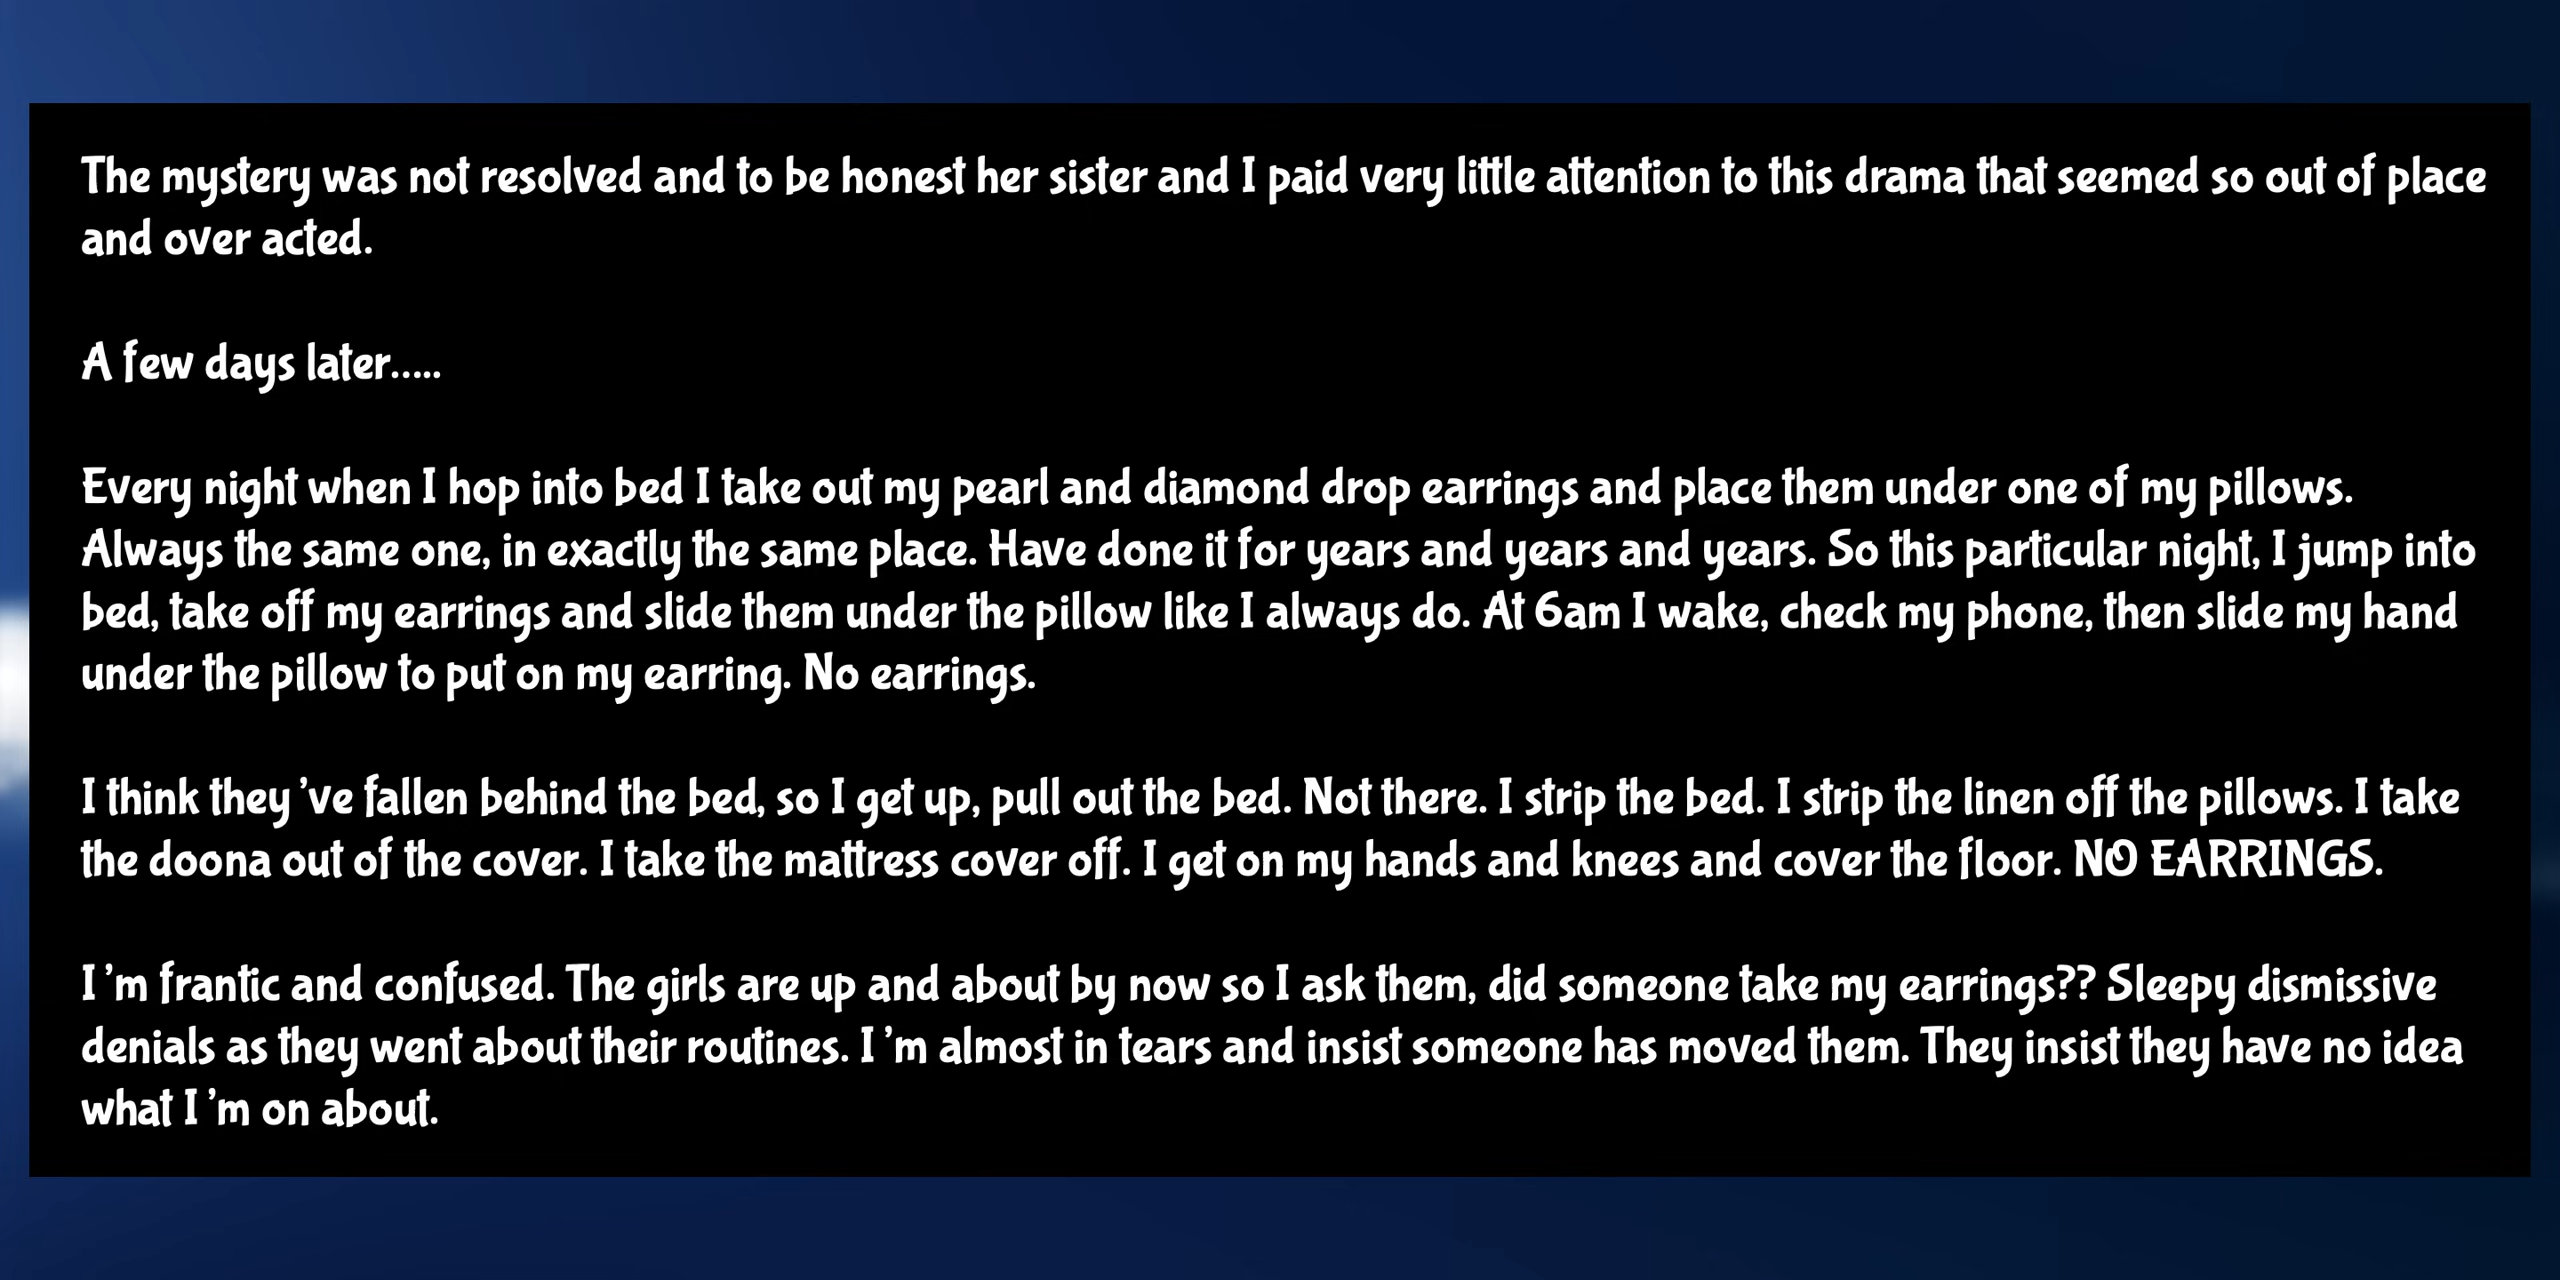 The mystery was not resolved and to be honest her sister and I paid very little attention to this drama that seemed so out of place
and over acted.
A few days later.....
Every night when I hop into bed I take out my pearl and diamond drop earrings and place them under one of my pillows.
Always the same one, in exactly the same place. Have done it for years and years and years. So this particular night, I jump into
bed, take off my earrings and slide them under the pillow like I always do. At 6am I wake, check my phone, then slide my hand
under the pillow to put on my earring. No earrings.
I think they 've fallen behind the bed, so I get up, pull out the bed. Not there. I strip the bed. I strip the linen off the pillows. I take
the doona out of the cover. I take the mattress cover off. I get on my hands and knees and cover the floor. NO EARRINGS.
I 'm frantic and confused. The girls are up and about by now so I ask them, did someone take my earrings?? Sleepy dismissive
denials as they went about their routines. I 'm almost in tears and insist someone has moved them. They insist they have no idea
what I 'm on about.